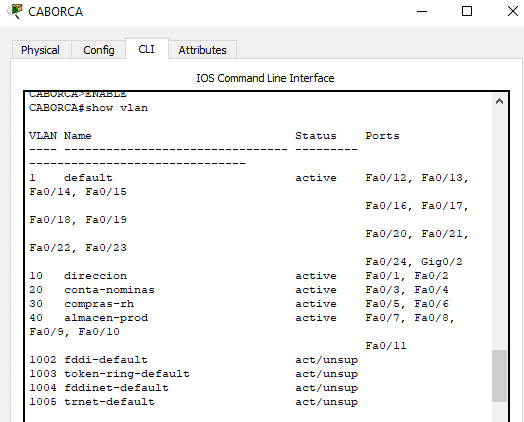 CABORCA
Physical Config CLI Attributes
IOS Command Line Interface
CABORCA>ENABLE
CABORCA#show vlan
VLAN Name Status Ports
---- -------------------------------- ---------
-------------------------------
1 default active Fa0/12, Fa0/13,
Fa0/14, Fa0/15
Fa0/16, Fa0/17,
Fa0/18, Fa0/19
Fa0/20, Fa0/21,
Fa0/22, Fa0/23
Fa0/24, Gig0/2
10 direccion active Fa0/1, Fa0/2
20 conta-nominas active Fa0/3, Fa0/4
30 compras-rh active Fa0/5, Fa0/6
40 almacen-prod active Fa0/7, Fa0/8,
Fa0/9, Fa0/10
Fa0/11
1002 fddi-default act/unsup
1003 token-ring-default act/unsup
1004 fddinet-default act/unsup
1005 trnet-default act/unsup